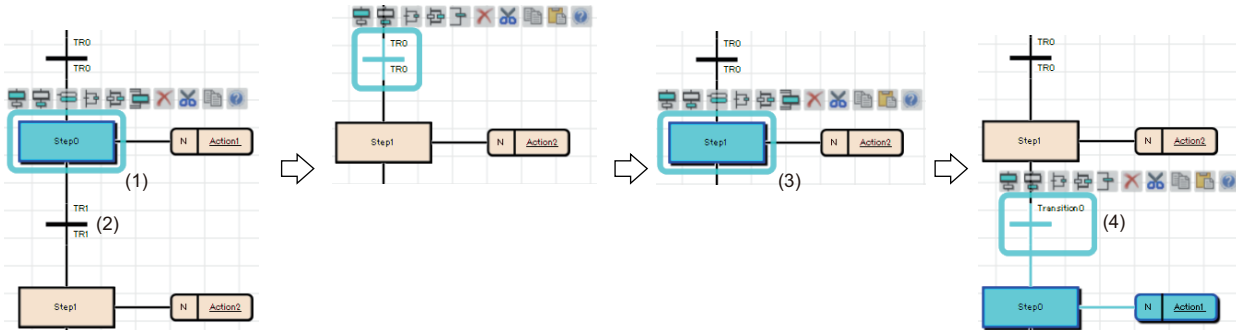 TR0
TR0
Step0
N
Action1
(1)
TR1
(2)
TR1
Step1
N
Action2
TR0
TR0
Step1
N
Action2
TR0
TR0
Step1
N
Action2
(3)
TR0
TR0
Step1
N
Action2
Transition0
(4)
Step0
N
Action1